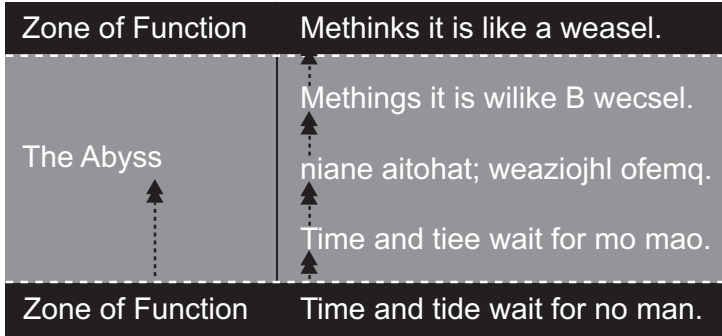 Zone of Function Methinks it is like a weasel.
Methings it is wilike B wecsel.
The Abyss niane aitohat; weaziojhl ofemq.
Time and tiee wait for mo mao.
Zone of Function Time and tide wait for no man.